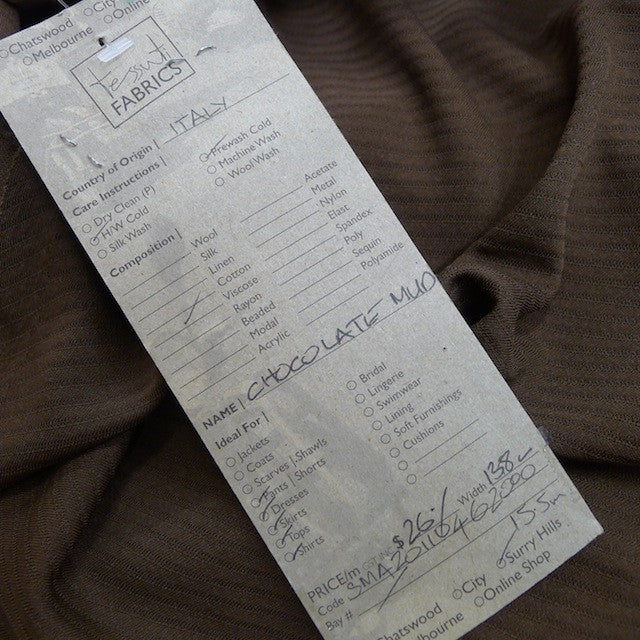 Chatswood
City
Melbourne
Online
tessuti
FABRICS
Country of Origin | ITALY
Care Instructions |
Dry Clean (P)
H/W Cold
Silk Wash
Prewash Cold
Machine Wash
Wool Wash
Composition |
Wool
Silk
Linen
Cotton
Viscose
Rayon
Beaded
Modal
Acrylic
Acetate
Metal
Nylon
Elast
Spandex
Poly
Sequin
Polyamide
NAME | CHOCOLATE MUD
Ideal For |
Jackets
Coats
Scarves | Shawls
Pants | Shorts
Dresses
Skirts
Tops
Shirts
Bridal
Lingerie
Swimwear
Lining
Soft Furnishings
Cushions
PRICE/m $26 Width 138
Code
Bay #
15.5m
Chatswood
City
Surry Hills
Melbourne
Online Shop